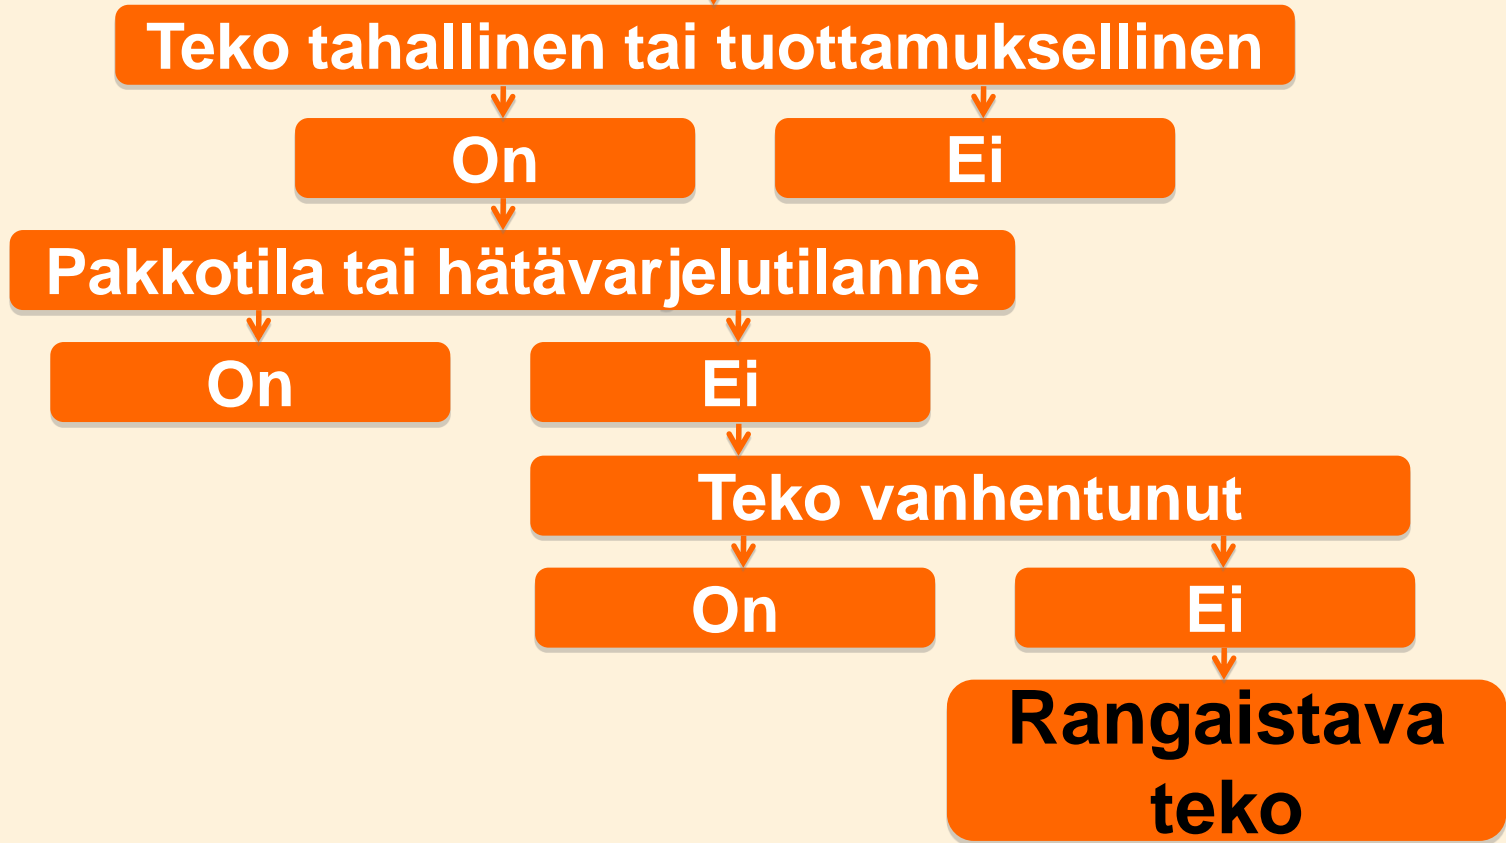 Teko tahallinen tai tuottamuksellinen
On
Ei
Pakkotila tai hätävarjelutilanne
On
Ei
Teko vanhentunut
On
Ei
Rangaistava
teko